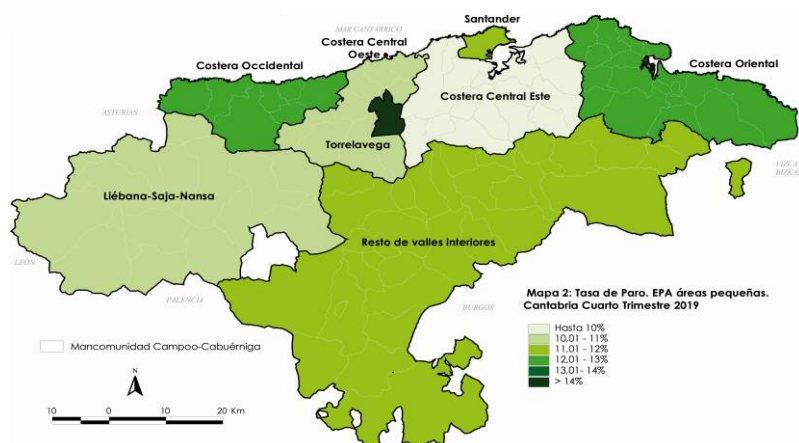 MAR CANTÁBRICO
Santander
Costera Central
Oeste
Costera Occidental
Costera Oriental
Costera Central Este
ASTURIAS
Torrelavega
VIZCA
BIZKAI
Liébana-Saja-Nansa
Resto de valles interiores
LEÓN
PALENCIA
BURGOS
Mapa 2: Tasa de Paro. EPA áreas pequeñas.
Cantabria Cuarto Trimestre 2019
Hasta 10%
10,01 - 11%
11,01 - 12%
12,01 - 13%
13,01- 14%
> 14%
Mancomunidad Campoo-Cabuérniga
N
10 0 10 20 Km